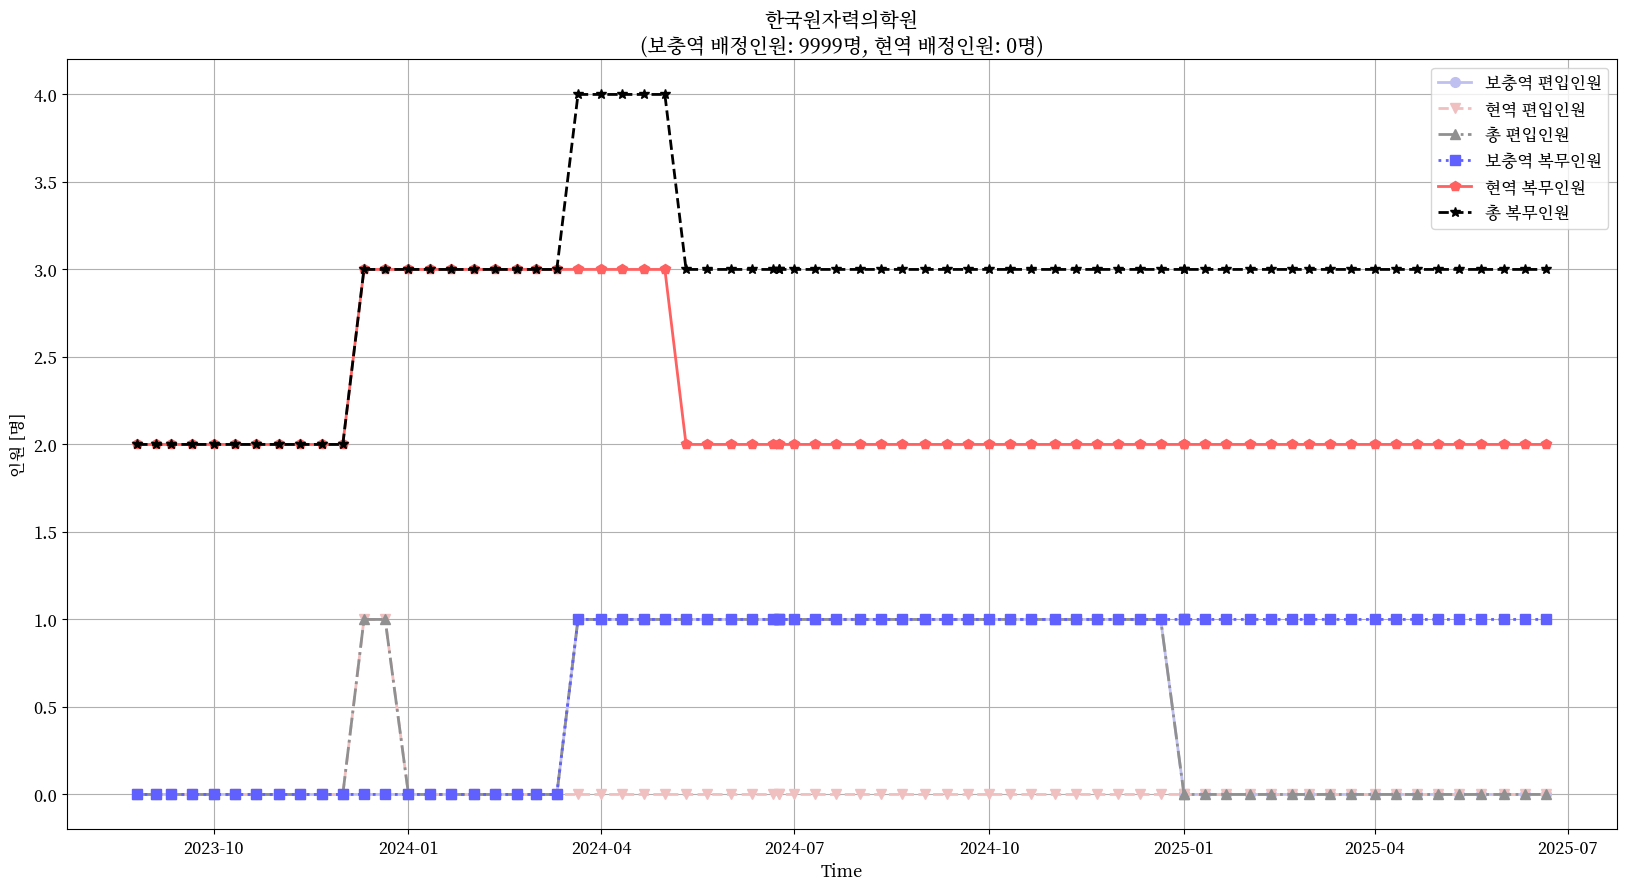 한국원자력의학원
(보충역 배정인원: 9999명, 현역 배정인원: 0명)
보충역 편입인원
현역 편입인원
총 편입인원
보충역 복무인원
현역 복무인원
총 복무인원
인원 [명]
4.0
3.5
3.0
2.5
2.0
1.5
1.0
0.5
0.0
2023-10
2024-01
2024-04
2024-07
2024-10
2025-01
2025-04
2025-07
Time